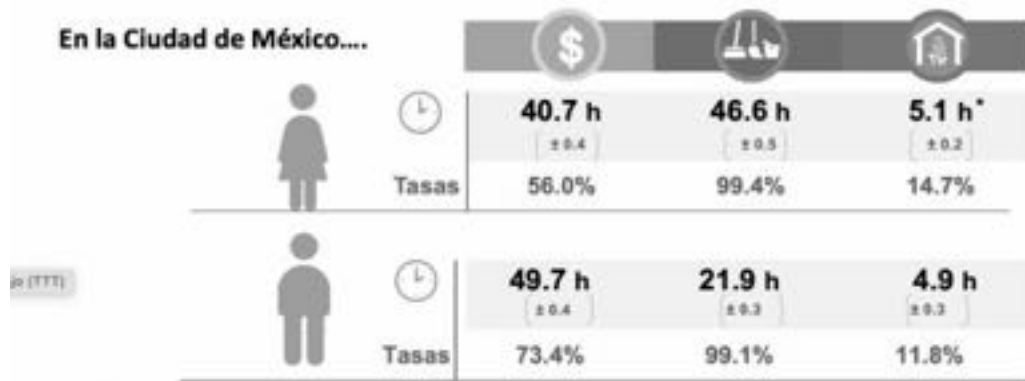 En la Ciudad de México....
$
40.7 h 46.6 h 5.1 h*
± 0.4 ± 0.5 ± 0.2
Tasas 56.0% 99.4% 14.7%
jo (TTT)
49.7 h 21.9 h 4.9 h
± 0.4 ± 0.3 ± 0.3
Tasas 73.4% 99.1% 11.8%